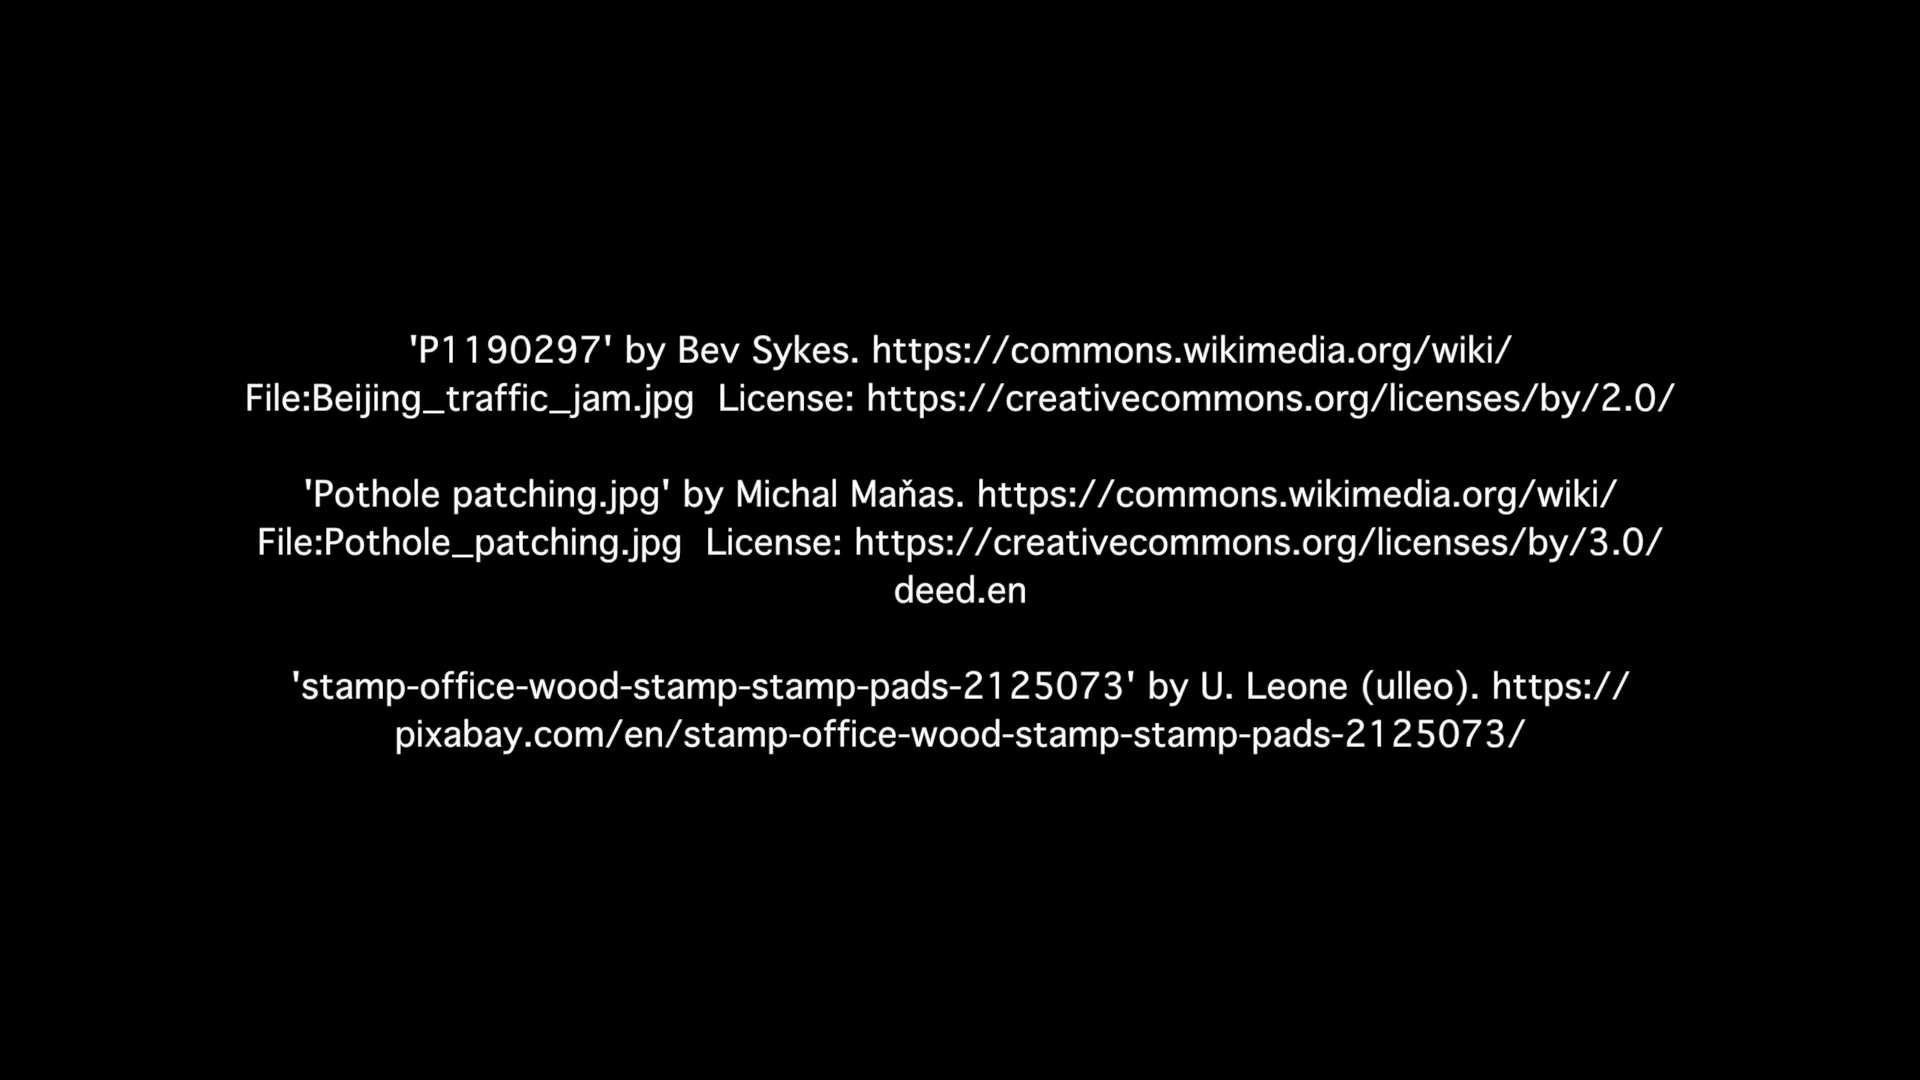 'P1190297' by Bev Sykes. https://commons.wikimedia.org/wiki/
File:Beijing_traffic_jam.jpg  License: https://creativecommons.org/licenses/by/2.0/
'Pothole patching.jpg' by Michal Maňas. https://commons.wikimedia.org/wiki/
File:Pothole_patching.jpg  License: https://creativecommons.org/licenses/by/3.0/
deed.en
'stamp-office-wood-stamp-stamp-pads-2125073' by U. Leone (ulleo). https://
pixabay.com/en/stamp-office-wood-stamp-stamp-pads-2125073/